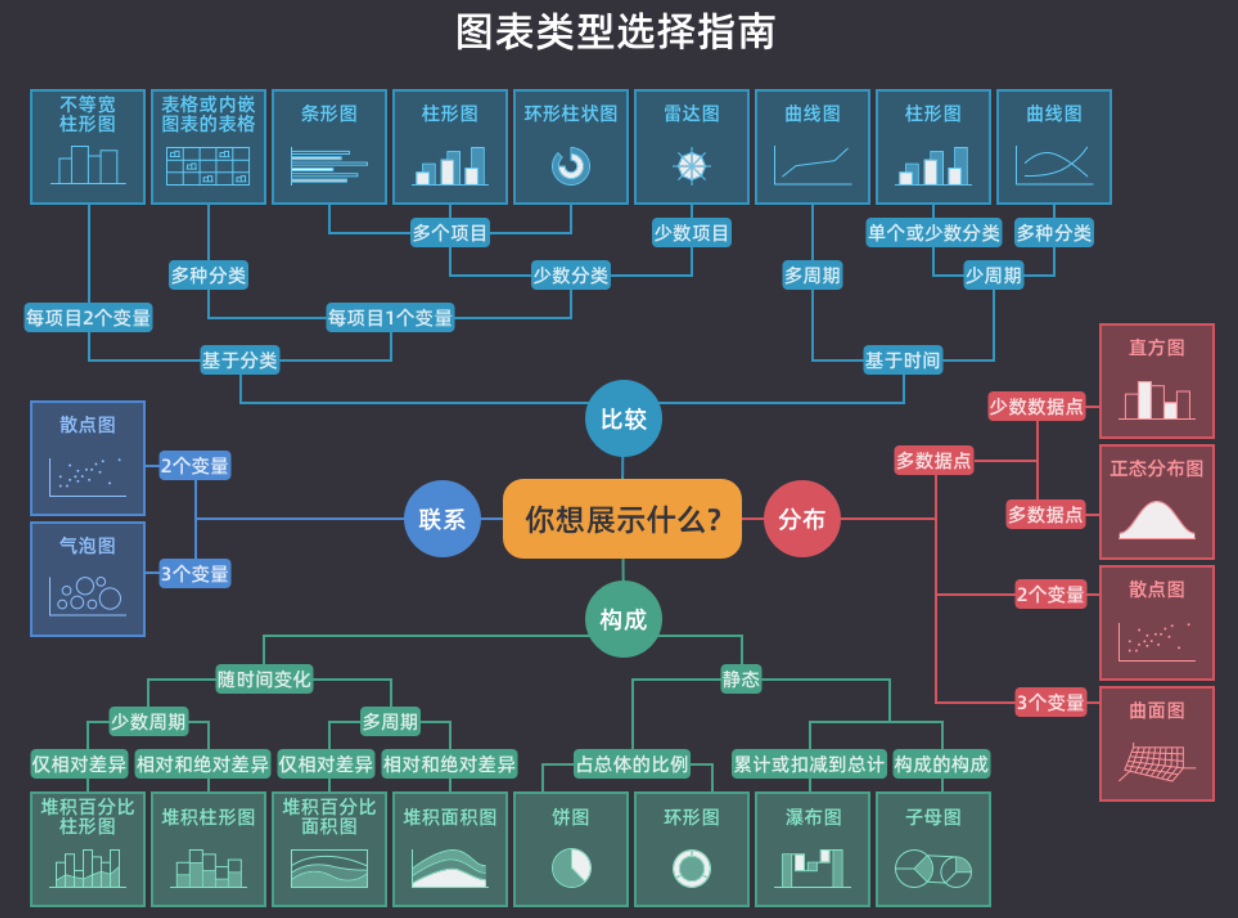 图表类型选择指南
不等宽
柱形图
表格或内嵌
图表的表格
条形图
柱形图
环形柱状图
雷达图
曲线图
柱形图
曲线图
多个项目
少数项目
单个或少数分类
多种分类
多种分类
少数分类
多周期
少周期
每项目2个变量
每项目1个变量
基于分类
基于时间
比较
散点图
2个变量
气泡图
3个变量
联系
你想展示什么?
分布
多数据点
少数数据点
直方图
多数据点
正态分布图
2个变量
散点图
3个变量
曲面图
构成
随时间变化
静态
少数周期
多周期
仅相对差异
相对和绝对差异
仅相对差异
相对和绝对差异
占总体的比例
累计或扣减到总计
构成的构成
堆积百分比
柱形图
堆积柱形图
堆积百分比
面积图
堆积面积图
饼图
环形图
瀑布图
子母图